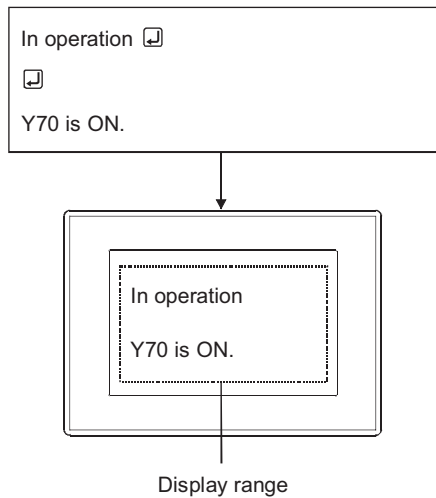 In operation ↵
↵
Y70 is ON.
In operation
Y70 is ON.
Display range